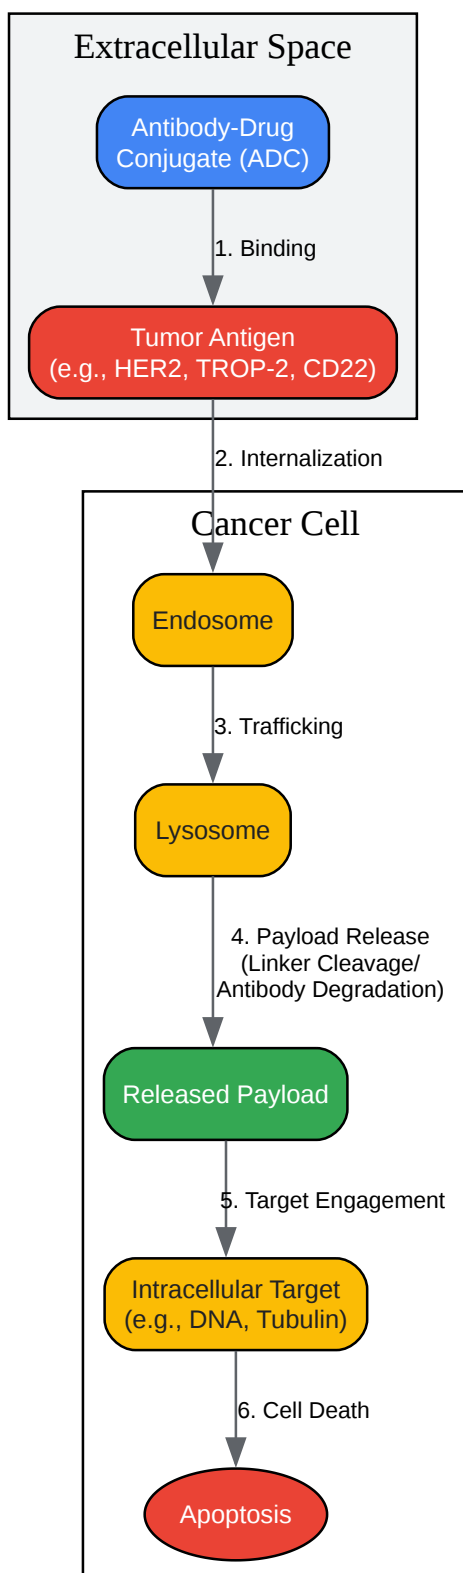 Extracellular Space
Antibody-Drug
Conjugate (ADC)
1. Binding
Tumor Antigen
(e.g., HER2, TROP-2, CD22)
2. Internalization
Cancer Cell
Endosome
3. Trafficking
Lysosome
4. Payload Release
(Linker Cleavage/
Antibody Degradation)
Released Payload
5. Target Engagement
Intracellular Target
(e.g., DNA, Tubulin)
6. Cell Death
Apoptosis